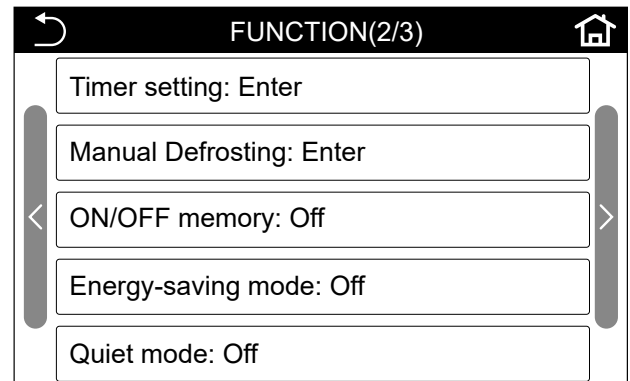 FUNCTION(2/3)
Timer setting: Enter
Manual Defrosting: Enter
ON/OFF memory: Off
Energy-saving mode: Off
Quiet mode: Off